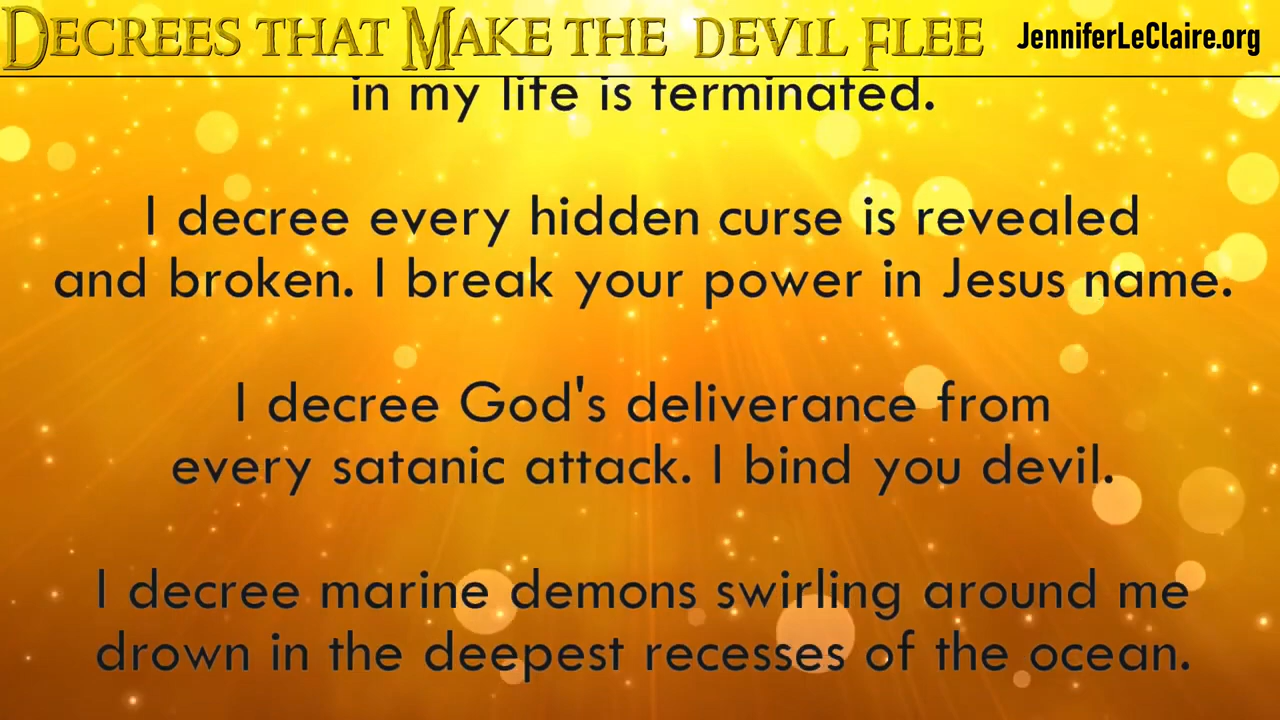 DECREES THAT MAKE THE DEVIL FLEE
JenniferLeClaire.org
in my life is terminated.
I decree every hidden curse is revealed
and broken. I break your power in Jesus name.
I decree God's deliverance from
every satanic attack. I bind you devil.
I decree marine demons swirling around me
drown in the deepest recesses of the ocean.